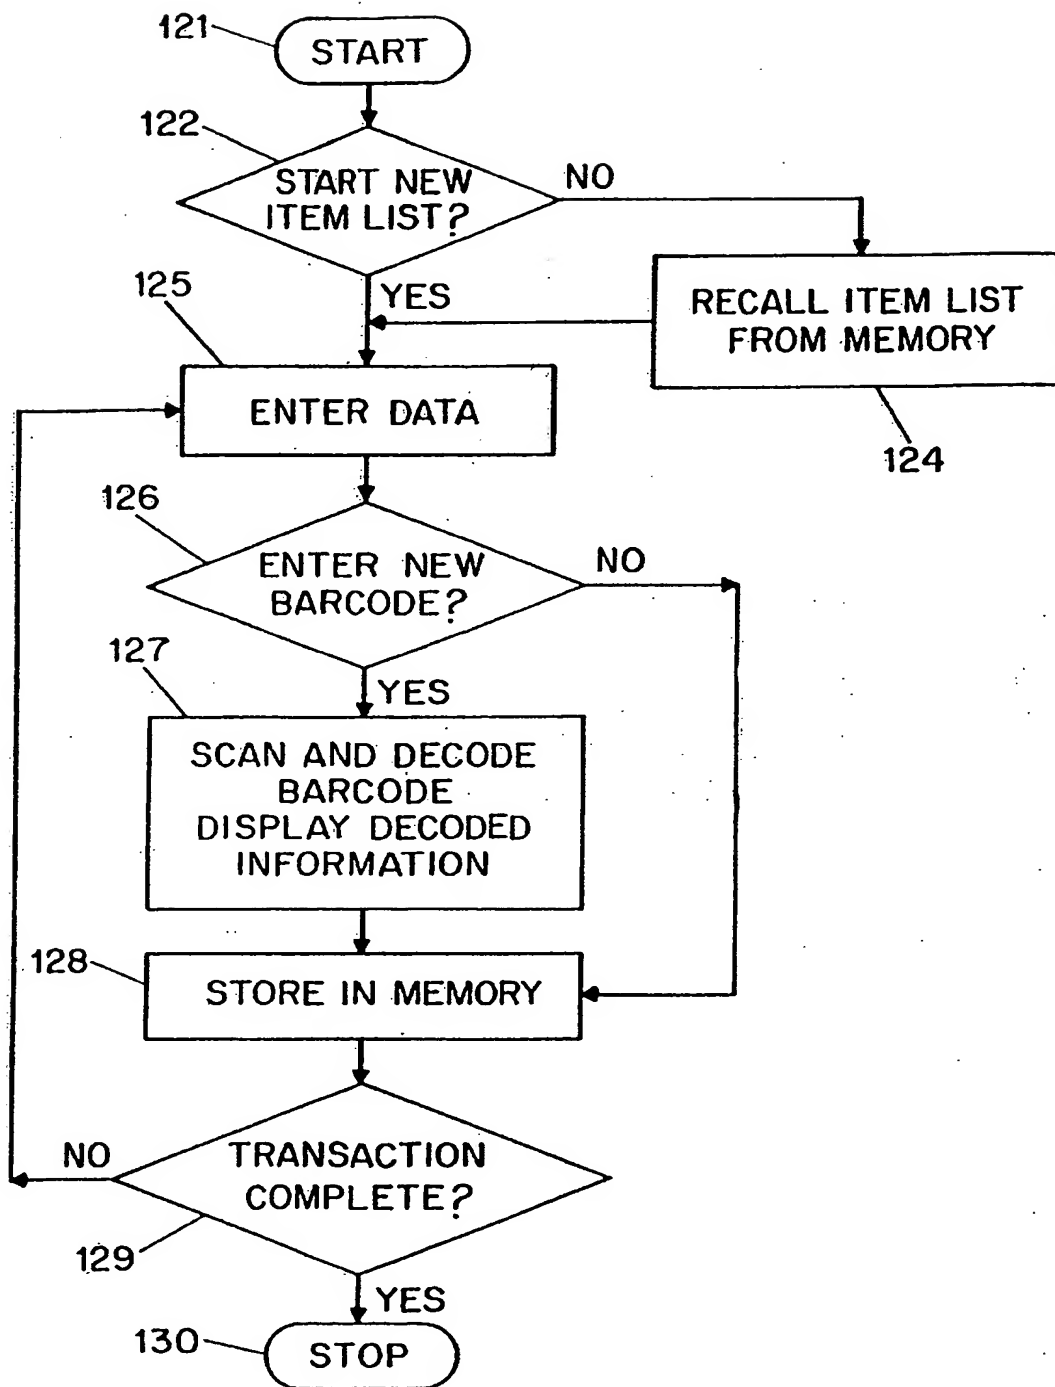 121
START
122
START NEW
ITEM LIST?
NO
125
YES
RECALL ITEM LIST
FROM MEMORY
ENTER DATA
124
126
ENTER NEW
BARCODE?
NO
127
YES
SCAN AND DECODE
BARCODE
DISPLAY DECODED
INFORMATION
128
STORE IN MEMORY
NO
TRANSACTION
COMPLETE?
129
YES
130
STOP